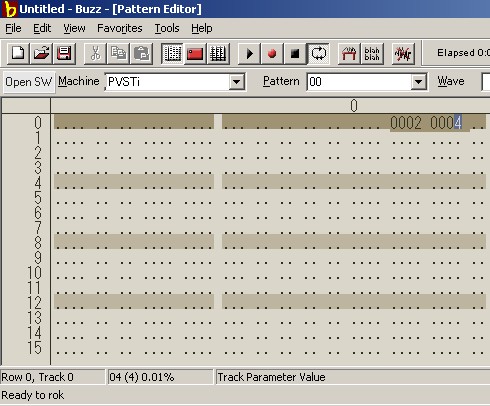 Untitled - Buzz - [Pattern Editor]
File Edit View Favorites Tools Window Help
blah blah Elapsed 0:0
Open SW Machine PVSTi Pattern 00 Wave
0
0 0002 0004
1
2
3
4
5
6
7
8
9
10
11
12
13
14
15
Row 0, Track 0 04 (4) 0.01% Track Parameter Value
Ready to rok